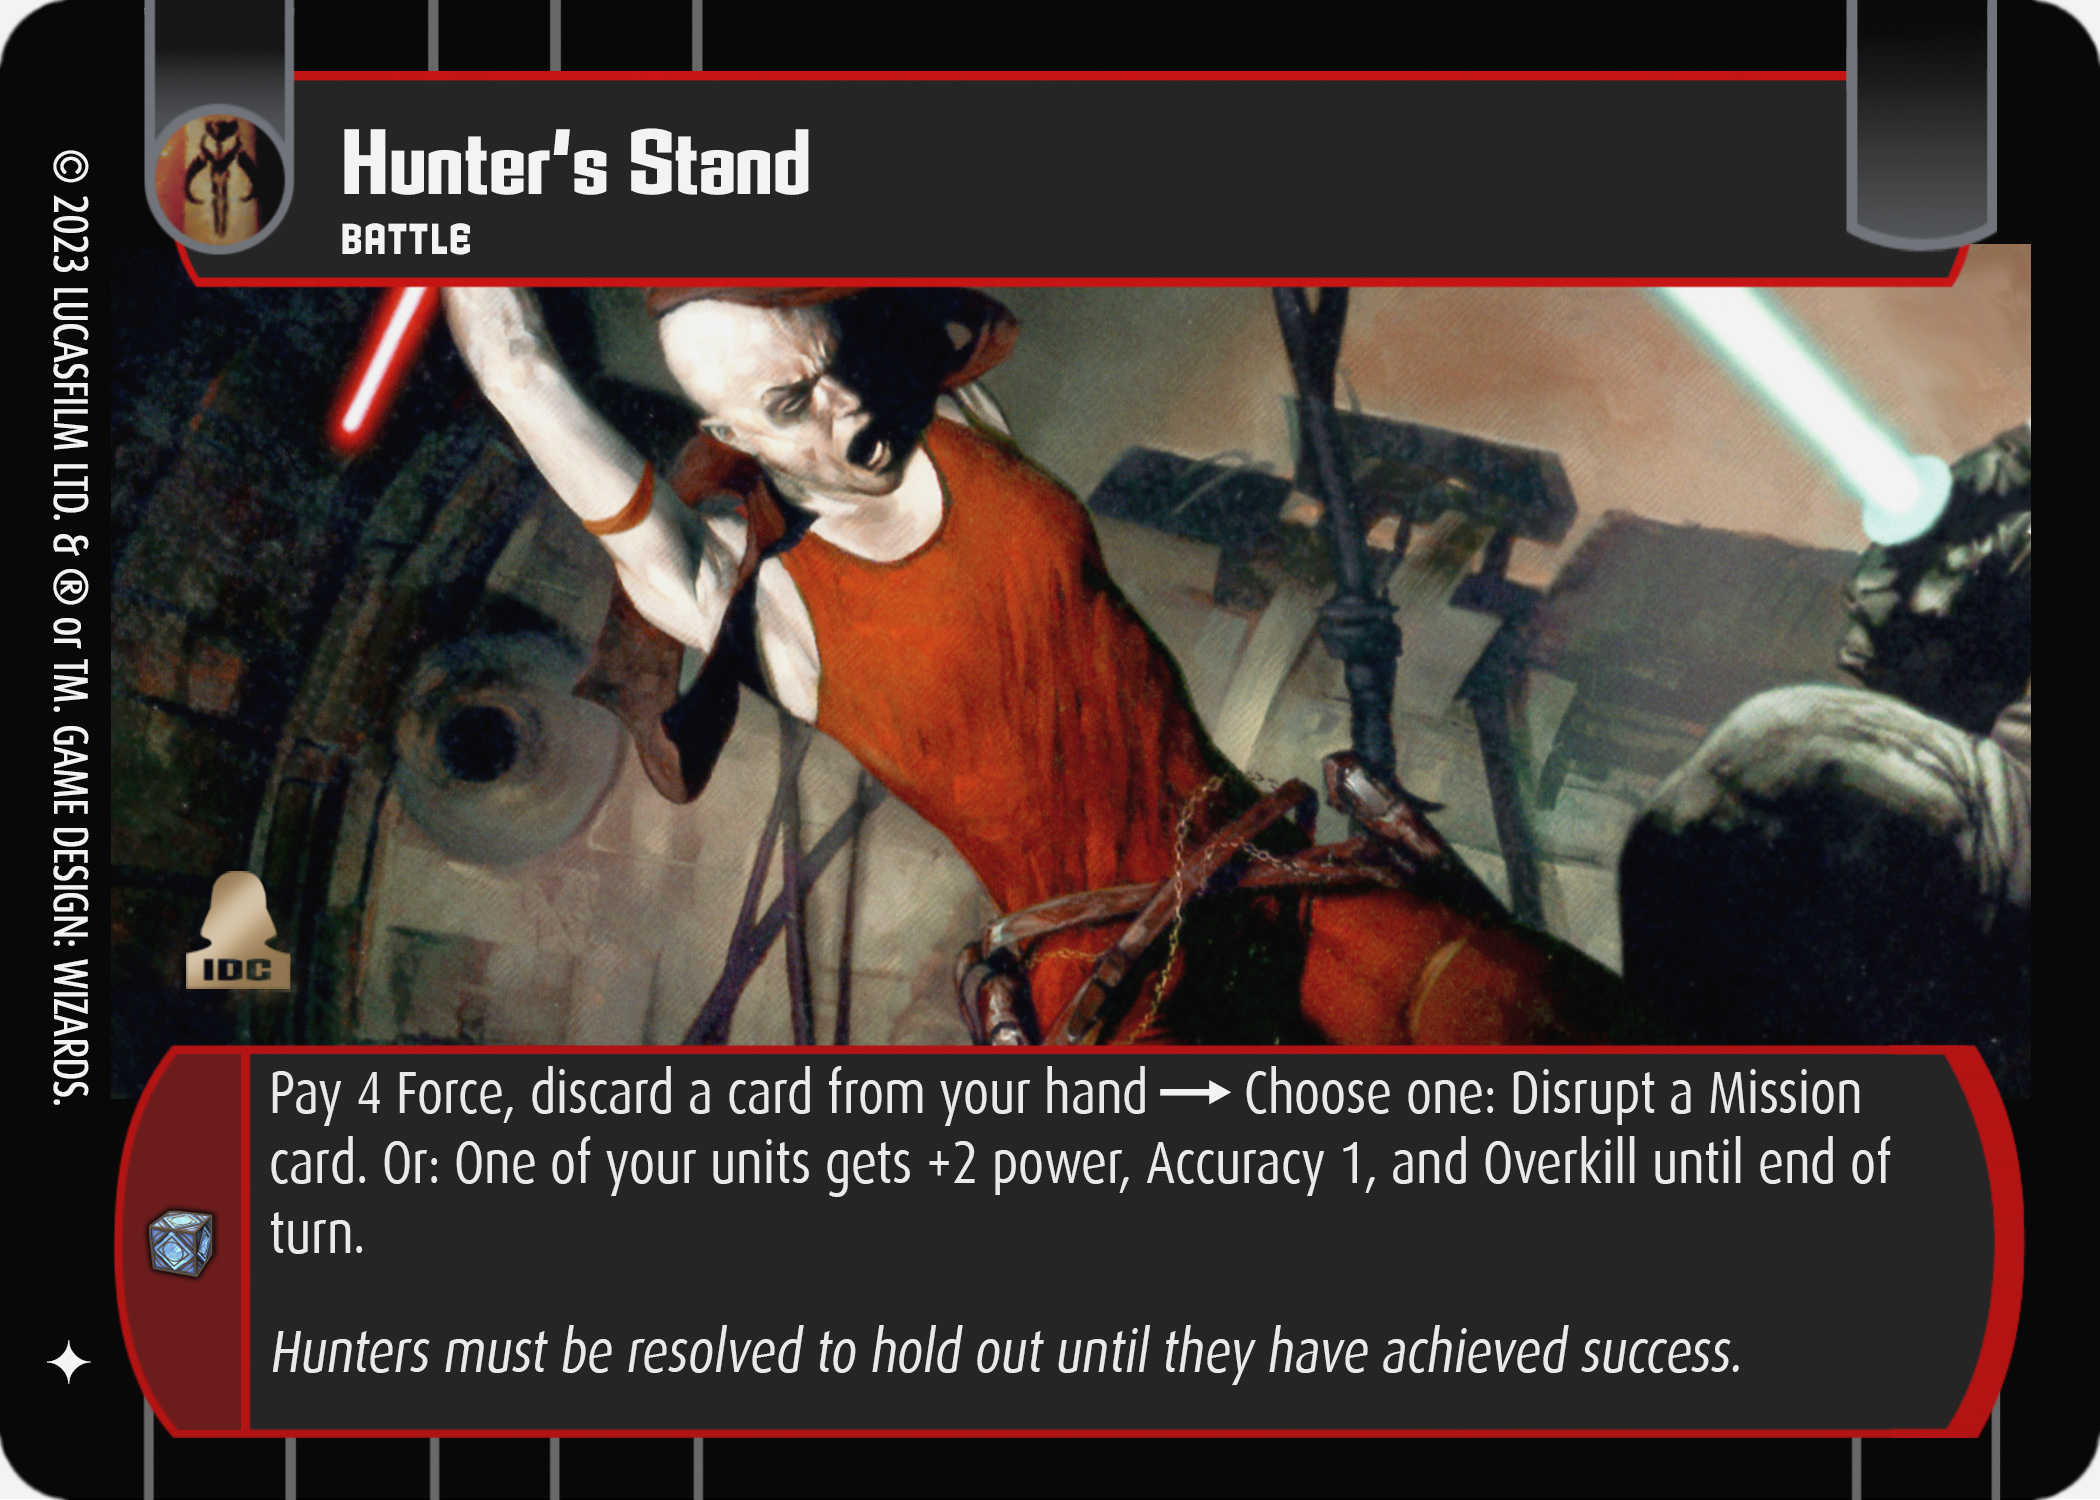 Hunter's Stand
BATTLE
IDC
Pay 4 Force, discard a card from your hand → Choose one: Disrupt a Mission
card. Or: One of your units gets +2 power, Accuracy 1, and Overkill until end of
turn.
Hunters must be resolved to hold out until they have achieved success.
© 2023 LUCASFILM LTD. & ® or TM. GAME DESIGN: WIZARDS.